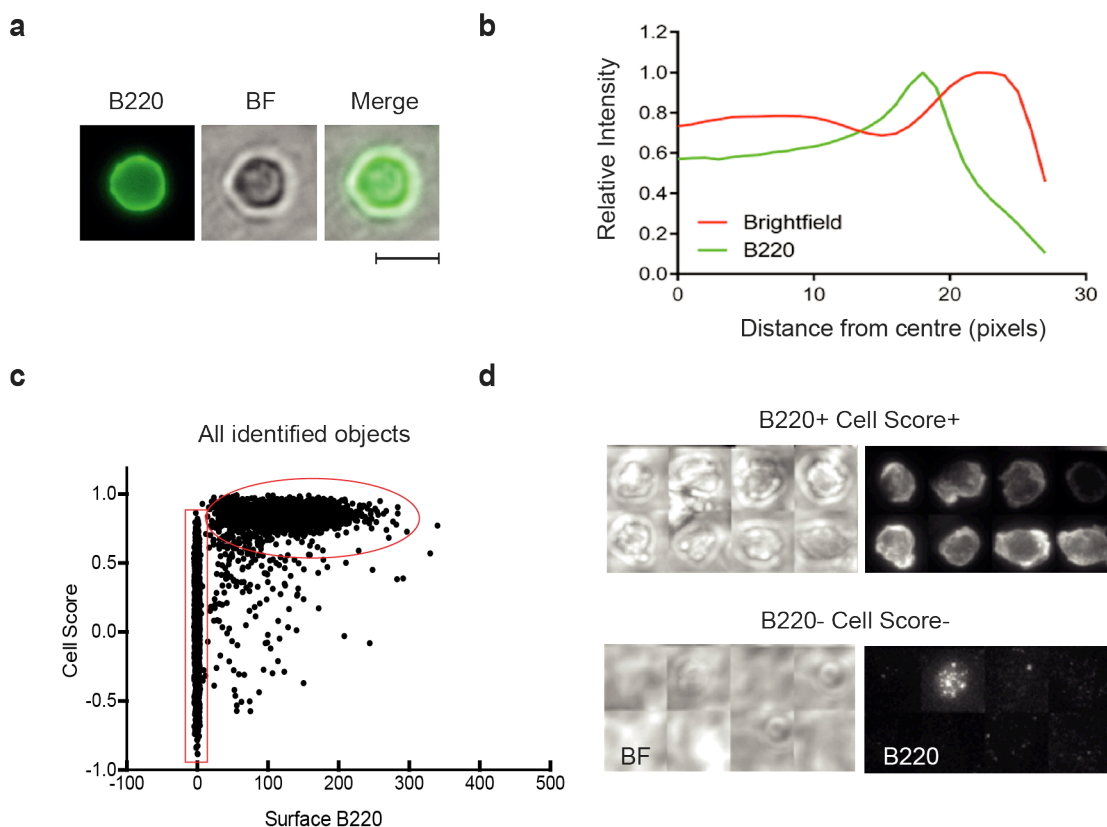 a
B220 BF Merge
b
1.2
1.0
0.8
0.6
0.4
0.2
0.0
0 10 20 30
Relative Intensity
Brightfield
B220
Distance from centre (pixels)
c
All identified objects
1.0
0.5
0.0
-0.5
-1.0
-100 0 100 200 300 400 500
Cell Score
Surface B220
d
B220+ Cell Score+
B220- Cell Score-
BF B220